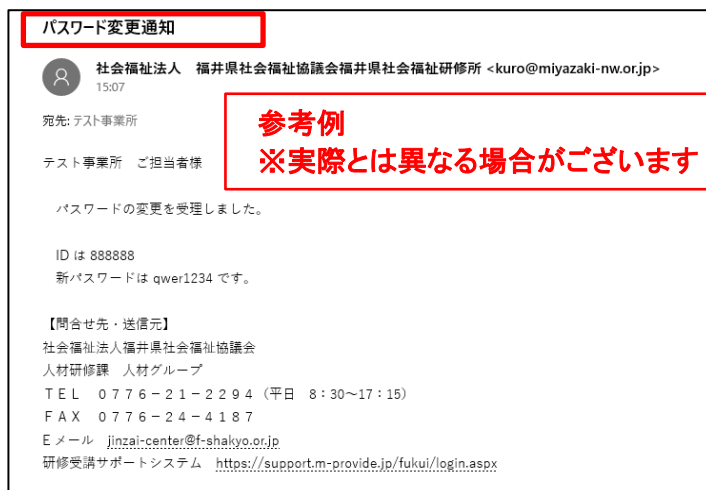 パスワード変更通知
社会福祉法人　福井県社会福祉協議会福井県社会福祉研修所 <kuro@miyazaki-nw.or.jp>
15:07
宛先: テスト事業所
参考例
※実際とは異なる場合がございます
テスト事業所　ご担当者様
パスワードの変更を受理しました。
ID は 888888
新パスワードは qwer1234 です。
【問合せ先・送信元】
社会福祉法人福井県社会福祉協議会
人材研修課　人材グループ
ＴＥＬ　０７７６－２１－２２９４（平日　8：30～17：15）
ＦＡＸ　０７７６－２４－４１８７
Ｅメール　jinzai-center@f-shakyo.or.jp
研修受講サポートシステム　https://support.m-provide.jp/fukui/login.aspx